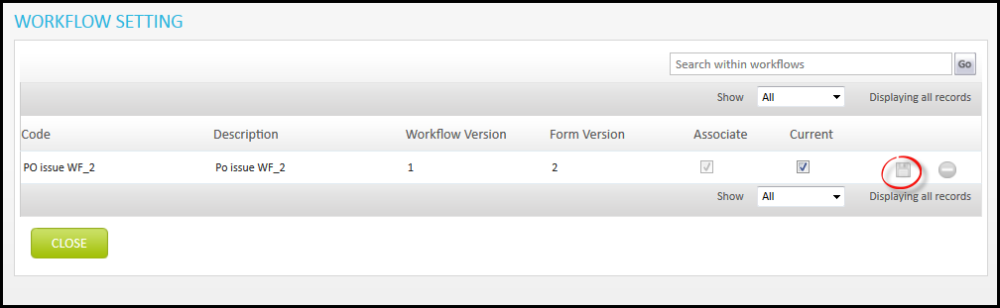 WORKFLOW SETTING
Search within workflows Go
Show All Displaying all records
Code Description Workflow Version Form Version Associate Current
PO issue WF_2 Po issue WF_2 1 2
Show All Displaying all records
CLOSE